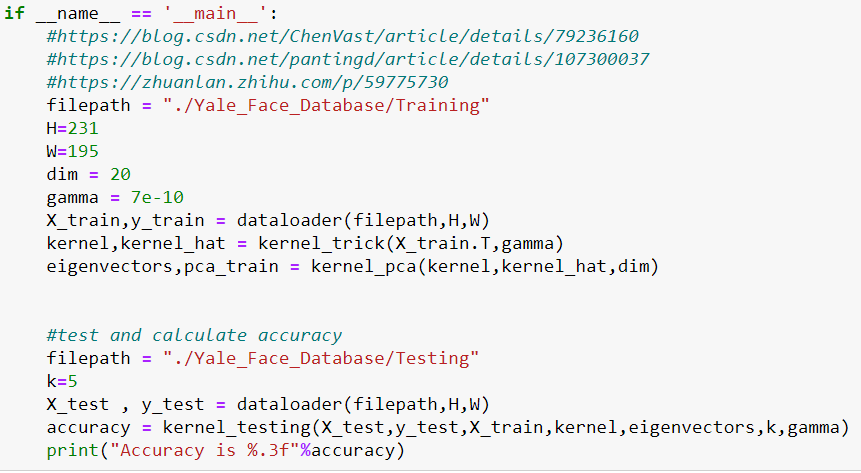 if __name__ == '__main__':
    #https://blog.csdn.net/ChenVast/article/details/79236160
    #https://blog.csdn.net/pantingd/article/details/107300037
    #https://zhuanlan.zhihu.com/p/59775730
    filepath = "./Yale_Face_Database/Training"
    H=231
    W=195
    dim = 20
    gamma = 7e-10
    X_train,y_train = dataloader(filepath,H,W)
    kernel,kernel_hat = kernel_trick(X_train.T,gamma)
    eigenvectors,pca_train = kernel_pca(kernel,kernel_hat,dim)
    #test and calculate accuracy
    filepath = "./Yale_Face_Database/Testing"
    k=5
    X_test , y_test = dataloader(filepath,H,W)
    accuracy = kernel_testing(X_test,y_test,X_train,kernel,eigenvectors,k,gamma)
    print("Accuracy is %.3f"%accuracy)